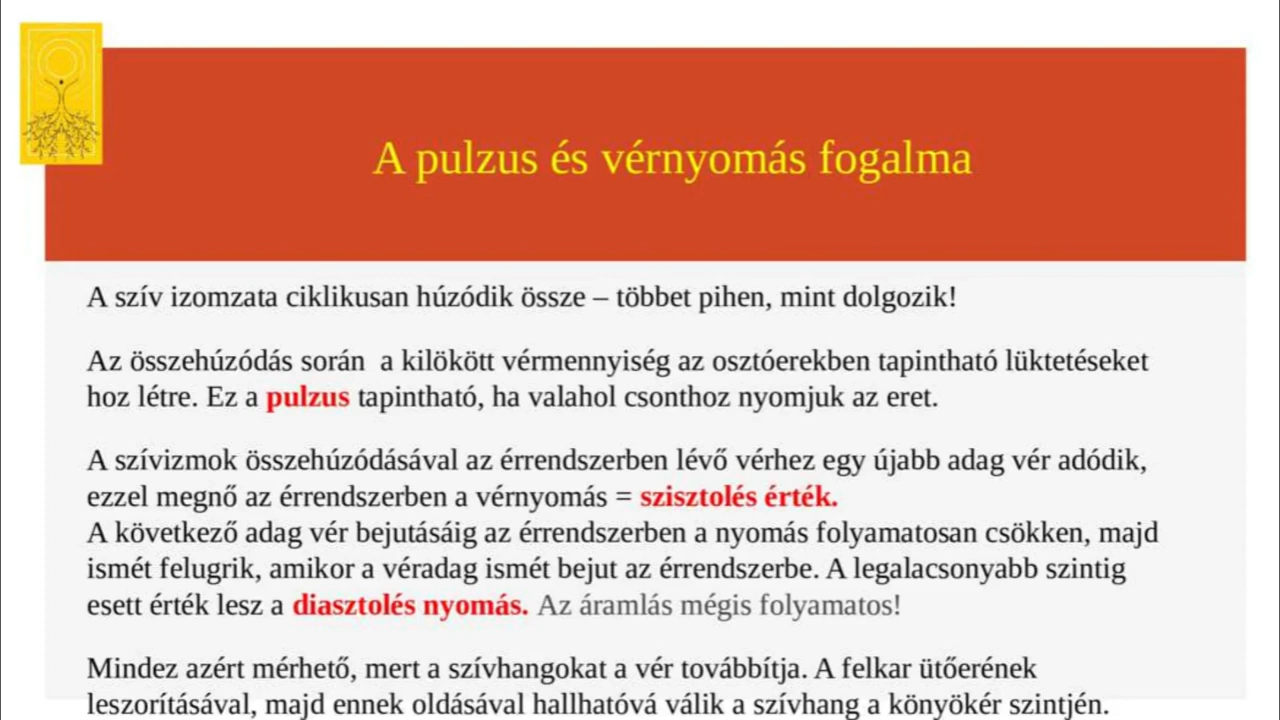 A pulzus és vérnyomás fogalma
A szív izomzata ciklikusan húzódik össze – többet pihen, mint dolgozik!
Az összehúzódás során  a kilökött vérmennyiség az osztóerekben tapintható lüktetéseket
hoz létre. Ez a pulzus tapintható, ha valahol csonthoz nyomjuk az eret.
A szívizmok összehúzódásával az érrendszerben lévő vérhez egy újabb adag vér adódik,
ezzel megnő az érrendszerben a vérnyomás = szisztolés érték.
A következő adag vér bejutásáig az érrendszerben a nyomás folyamatosan csökken, majd
ismét felugrik, amikor a véradag ismét bejut az érrendszerbe. A legalacsonyabb szintig
esett érték lesz a diasztolés nyomás. Az áramlás mégis folyamatos!
Mindez azért mérhető, mert a szívhangokat a vér továbbítja. A felkar ütőerének
leszorításával, majd ennek oldásával hallhatóvá válik a szívhang a könyökér szintjén.